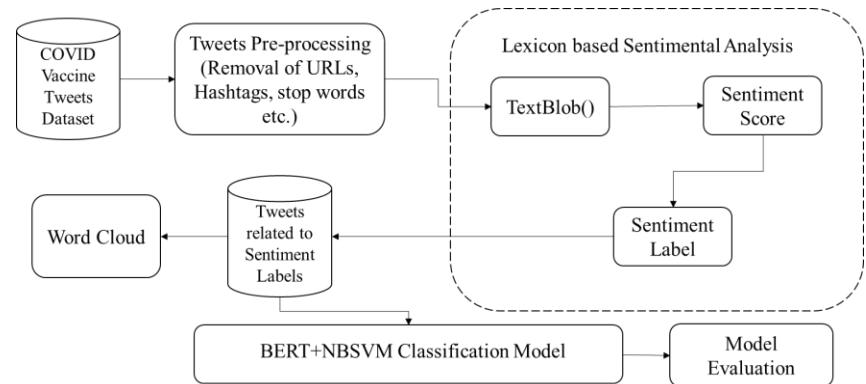 COVID
Vaccine
Tweets
Dataset
Tweets Pre-processing
(Removal of URLs,
Hashtags, stop words
etc.)
Lexicon based Sentimental Analysis
TextBlob()
Sentiment
Score
Sentiment
Label
Tweets
related to
Sentiment
Labels
Word Cloud
BERT+NBSVM Classification Model
Model
Evaluation